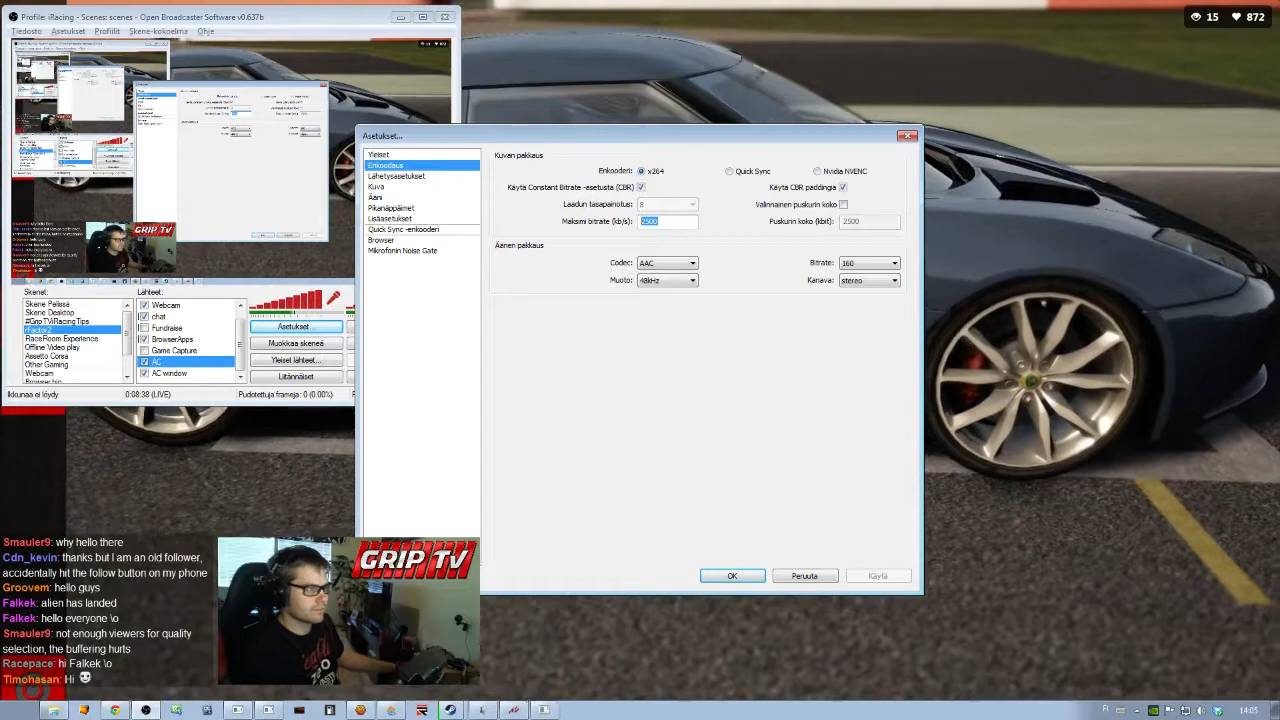 Profile: iRacing - Scenes: scenes - Open Broadcaster Software v0.637b
15
872
Tiedosto Asetukset Profiilit Skene-kokoelma Ohje
Asetukset...
Yleiset
Enkoodaus
Lähetysasetukset
Kuva
Ääni
Pikanäppäimet
Lisäasetukset
Quick Sync -enkooderi
Browser
Mikrofonin Noise Gate
Kuvan pakkaus
Enkooderi:
x264
Quick Sync
Nvidia NVENC
Käytä Constant Bitrate -asetusta (CBR)
Käytä CBR paddingia
Laadun tasapainotus:
8
Valinnainen puskurin koko
Maksimi bitrate (kb/s):
2500
Puskurin koko (kbit):
2500
Äänen pakkaus
Codec:
AAC
Bitrate:
160
Muoto:
48kHz
Kanava:
stereo
OK
Peruuta
Käytä
Skenet:
Skene Pelissä
Skene Desktop
#GripTViRacingTips
rFactor2
RaceRoom Experience
Offline Video play
Assetto Corsa
Other Gaming
Webcam
Lähteet:
Webcam
chat
Fundraise
BrowserApps
Game Capture
AC
AC window
Asetukset...
Muokkaa skeneä
Yleiset lähteet...
Liitännäiset
Ikkunaa ei löydy
0:08:38 (LIVE)
Pudotettuja frameja: 0 (0.00%)
Smauler9: why hello there
Cdn_kevin: thanks but I am an old follower,
accidentally hit the follow button on my phone
Groovem: hello guys
Falkek: alien has landed
Falkek: hello everyone \o
Smauler9: not enough viewers for quality
selection, the buffering hurts
Racepace: hi Falkek \o
Timohasan: Hi
GRIP TV
FI
14:05